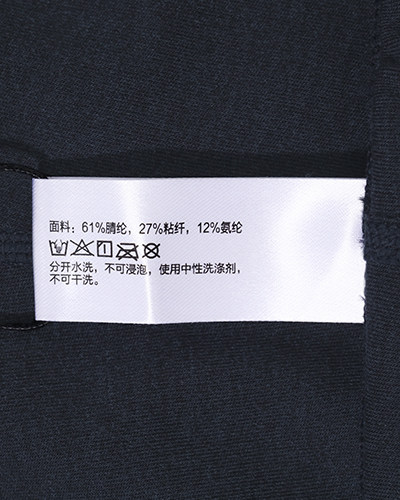 面料：61%腈纶，27%粘纤，12%氨纶
分开水洗，不可浸泡，使用中性洗涤剂，
不可干洗。